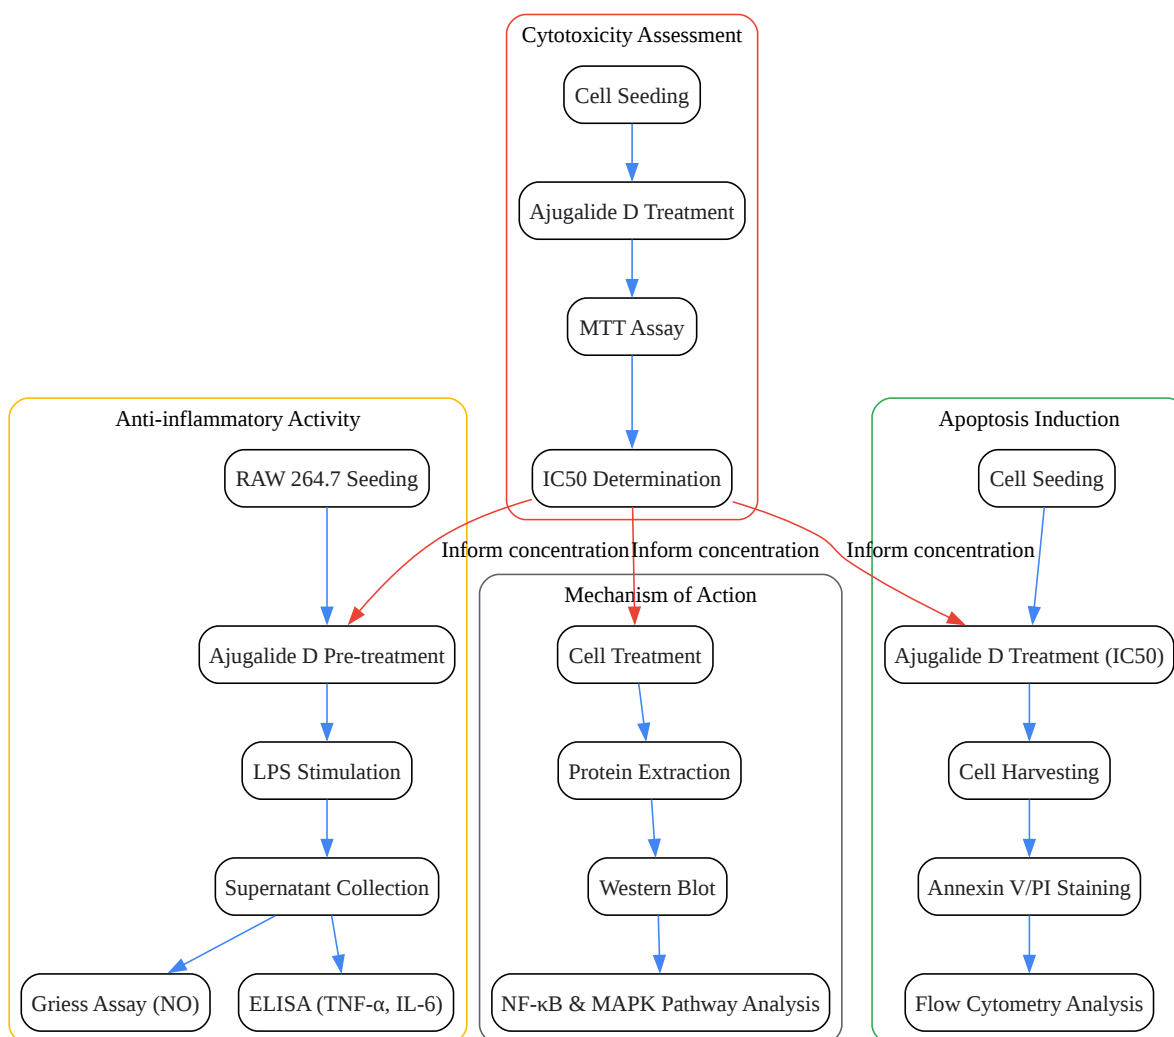 Cytotoxicity Assessment
Cell Seeding
Ajugalide D Treatment
MTT Assay
IC50 Determination
Anti-inflammatory Activity
RAW 264.7 Seeding
Inform concentration
Ajugalide D Pre-treatment
LPS Stimulation
Supernatant Collection
Griess Assay (NO)
ELISA (TNF-α, IL-6)
Inform concentration
Mechanism of Action
Cell Treatment
Protein Extraction
Western Blot
NF-κB & MAPK Pathway Analysis
Apoptosis Induction
Cell Seeding
Inform concentration
Ajugalide D Treatment (IC50)
Cell Harvesting
Annexin V/PI Staining
Flow Cytometry Analysis